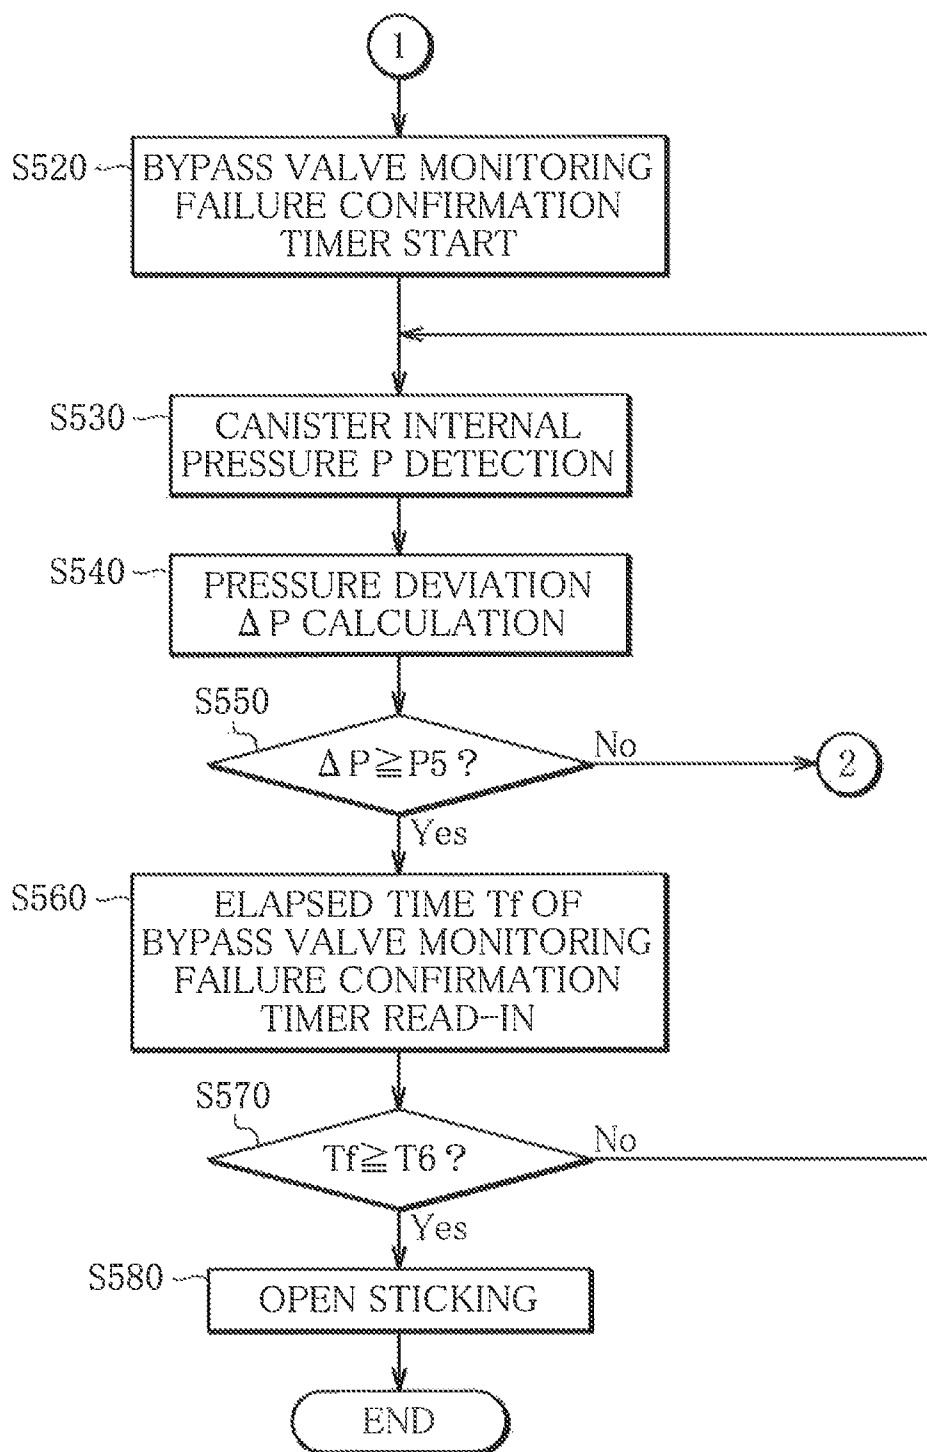 1
S520
BYPASS VALVE MONITORING
FAILURE CONFIRMATION
TIMER START
S530
CANISTER INTERNAL
PRESSURE P DETECTION
S540
PRESSURE DEVIATION
Δ P CALCULATION
S550
Δ P≧P5 ?
No
2
Yes
S560
ELAPSED TIME Tf OF
BYPASS VALVE MONITORING
FAILURE CONFIRMATION
TIMER READ-IN
S570
Tf≧T6 ?
No
Yes
S580
OPEN STICKING
END